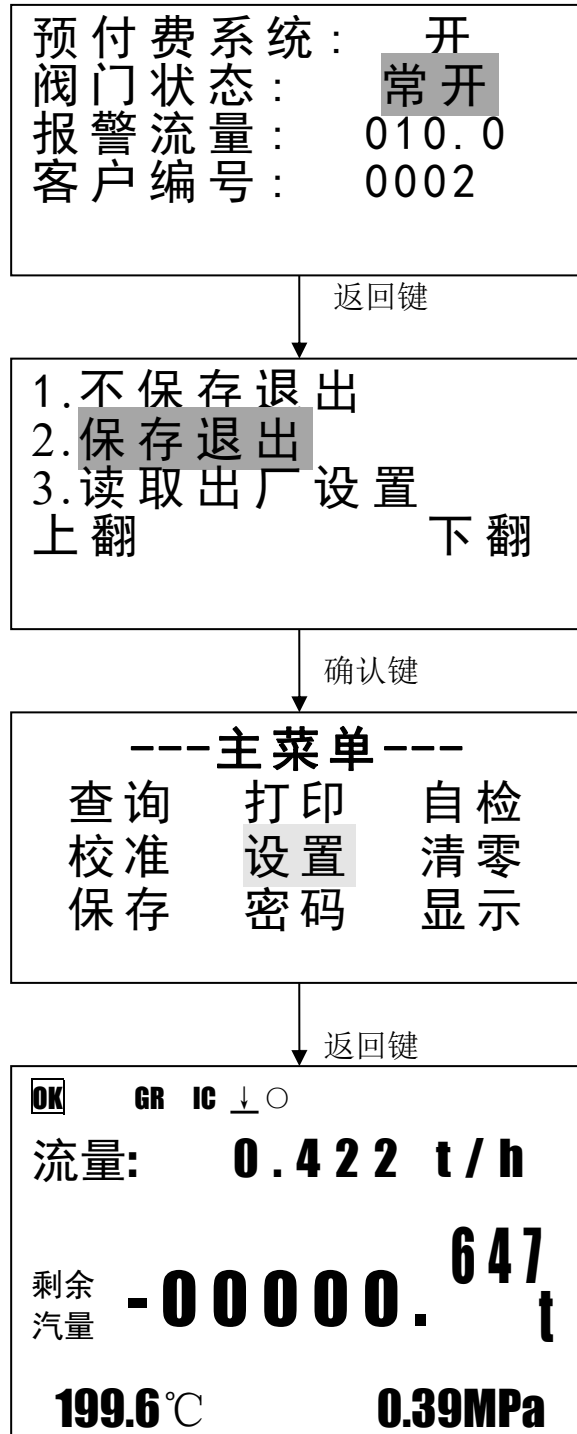 预付费系统： 开
阀门状态： 常开
报警流量： 010.0
客户编号： 0002
返回键
1.不保存退出
2.保存退出
3.读取出厂设置
上翻 下翻
确认键
---主菜单---
查询 打印 自检
校准 设置 清零
保存 密码 显示
返回键
OK GR IC ↓○
流量: 0.422 t/h
剩余汽量 -00000.647 t
199.6℃ 0.39MPa